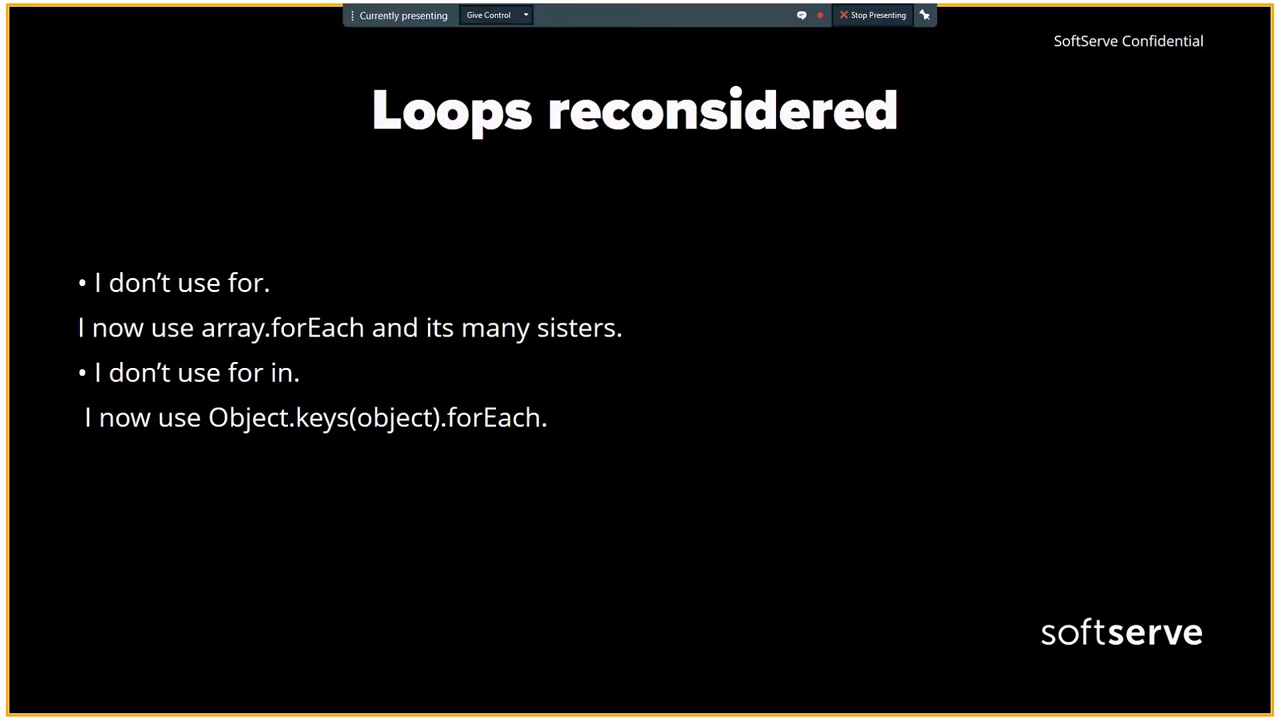 Currently presenting
Give Control
Stop Presenting
SoftServe Confidential
Loops reconsidered
• I don’t use for.
I now use array.forEach and its many sisters.
• I don’t use for in.
I now use Object.keys(object).forEach.
softserve